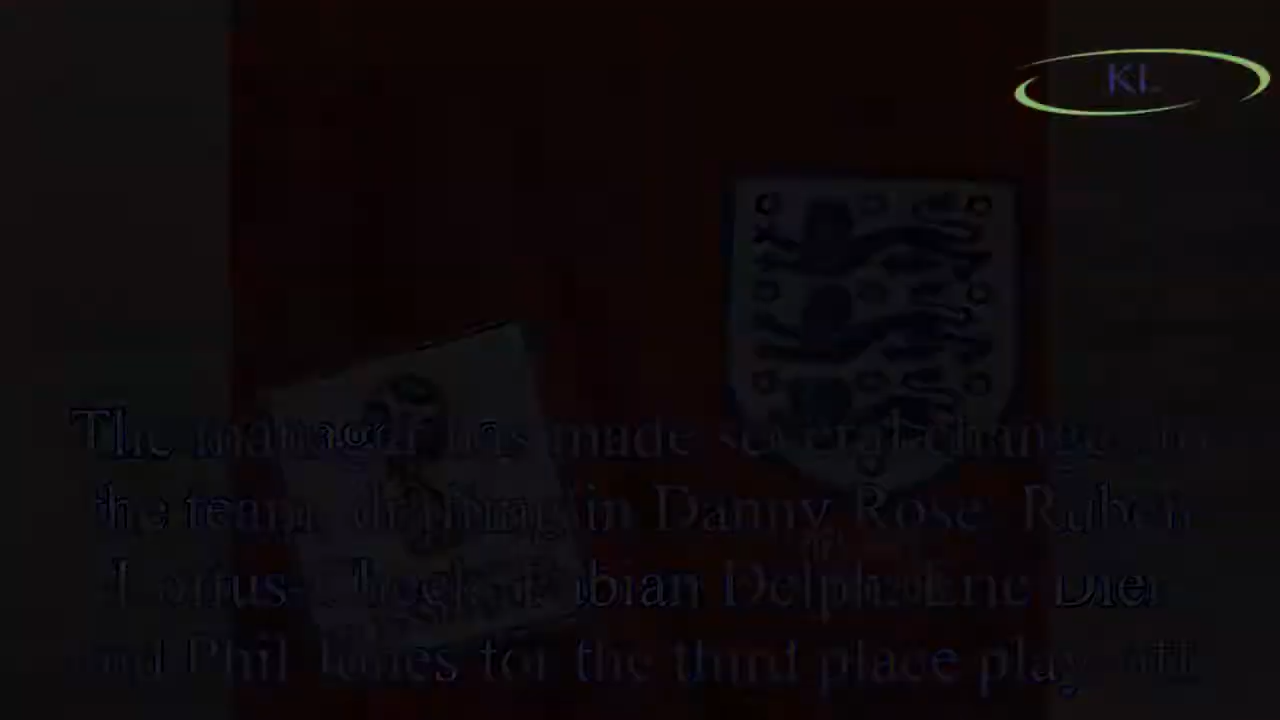 KL
The manager has made several changes to
the team, drafting in Danny Rose, Ruben
Loftus-Cheek, Fabian Delph, Eric Dier
and Phil Jones for the third place play-off